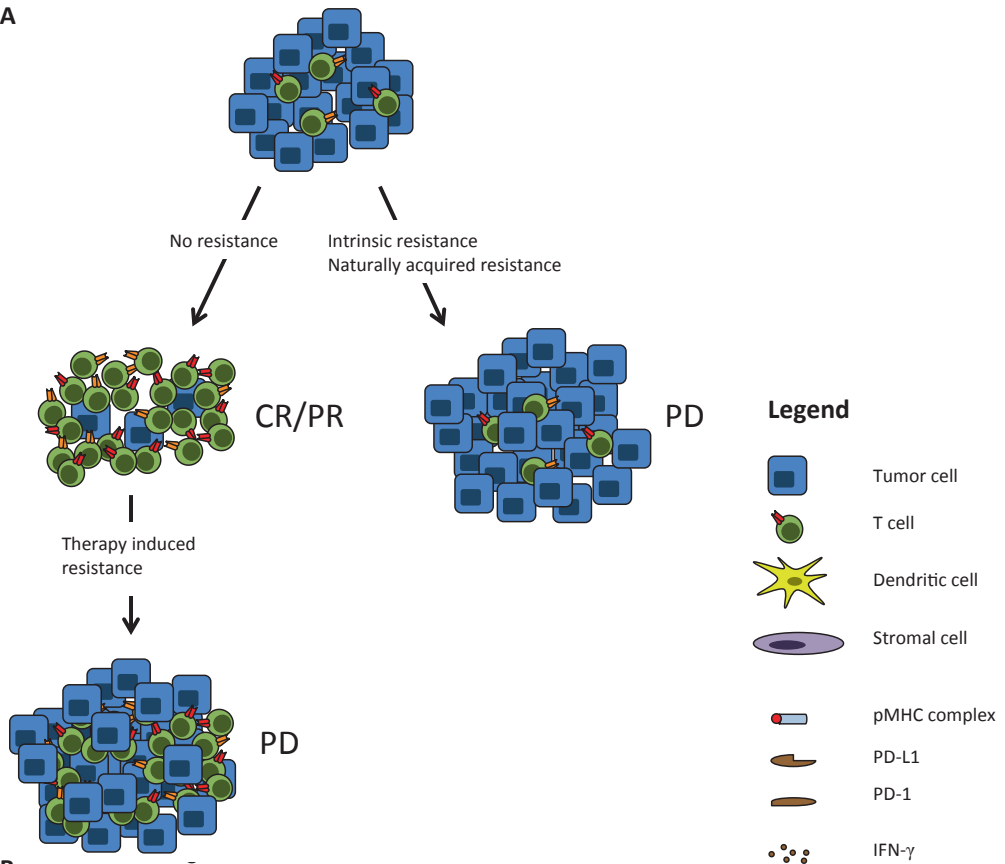 A
No resistance
Intrinsic resistance
Naturally acquired resistance
CR/PR
PD
Therapy induced
resistance
PD
Legend
Tumor cell
T cell
Dendritic cell
Stromal cell
pMHC complex
PD-L1
PD-1
IFN-γ